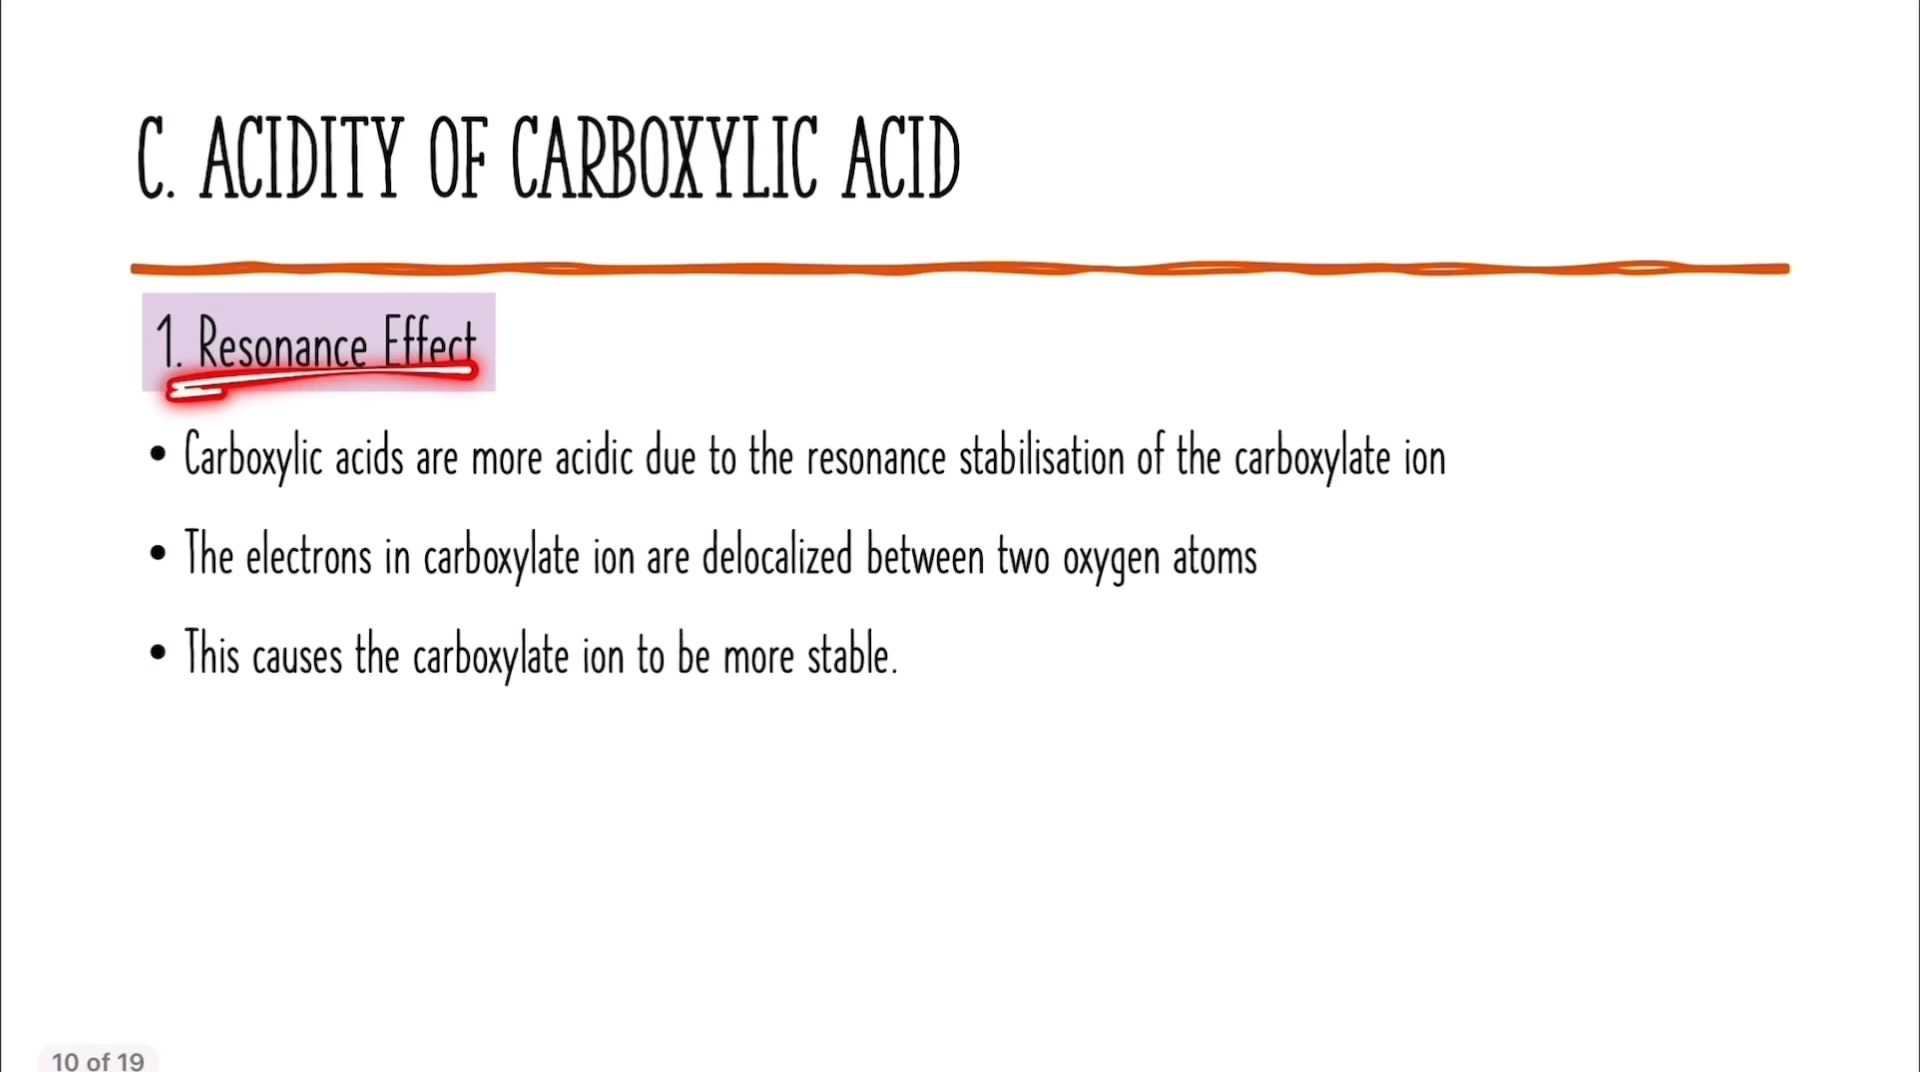 C. ACIDITY OF CARBOXYLIC ACID
1. Resonance Effect
• Carboxylic acids are more acidic due to the resonance stabilisation of the carboxylate ion
• The electrons in carboxylate ion are delocalized between two oxygen atoms
• This causes the carboxylate ion to be more stable.
10 of 19